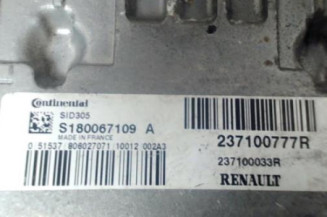 Continental
SID305
S180067109 A
MADE IN FRANCE
0 51537 806027071 10012 002A3
237100777R
237100033R
RENAULT